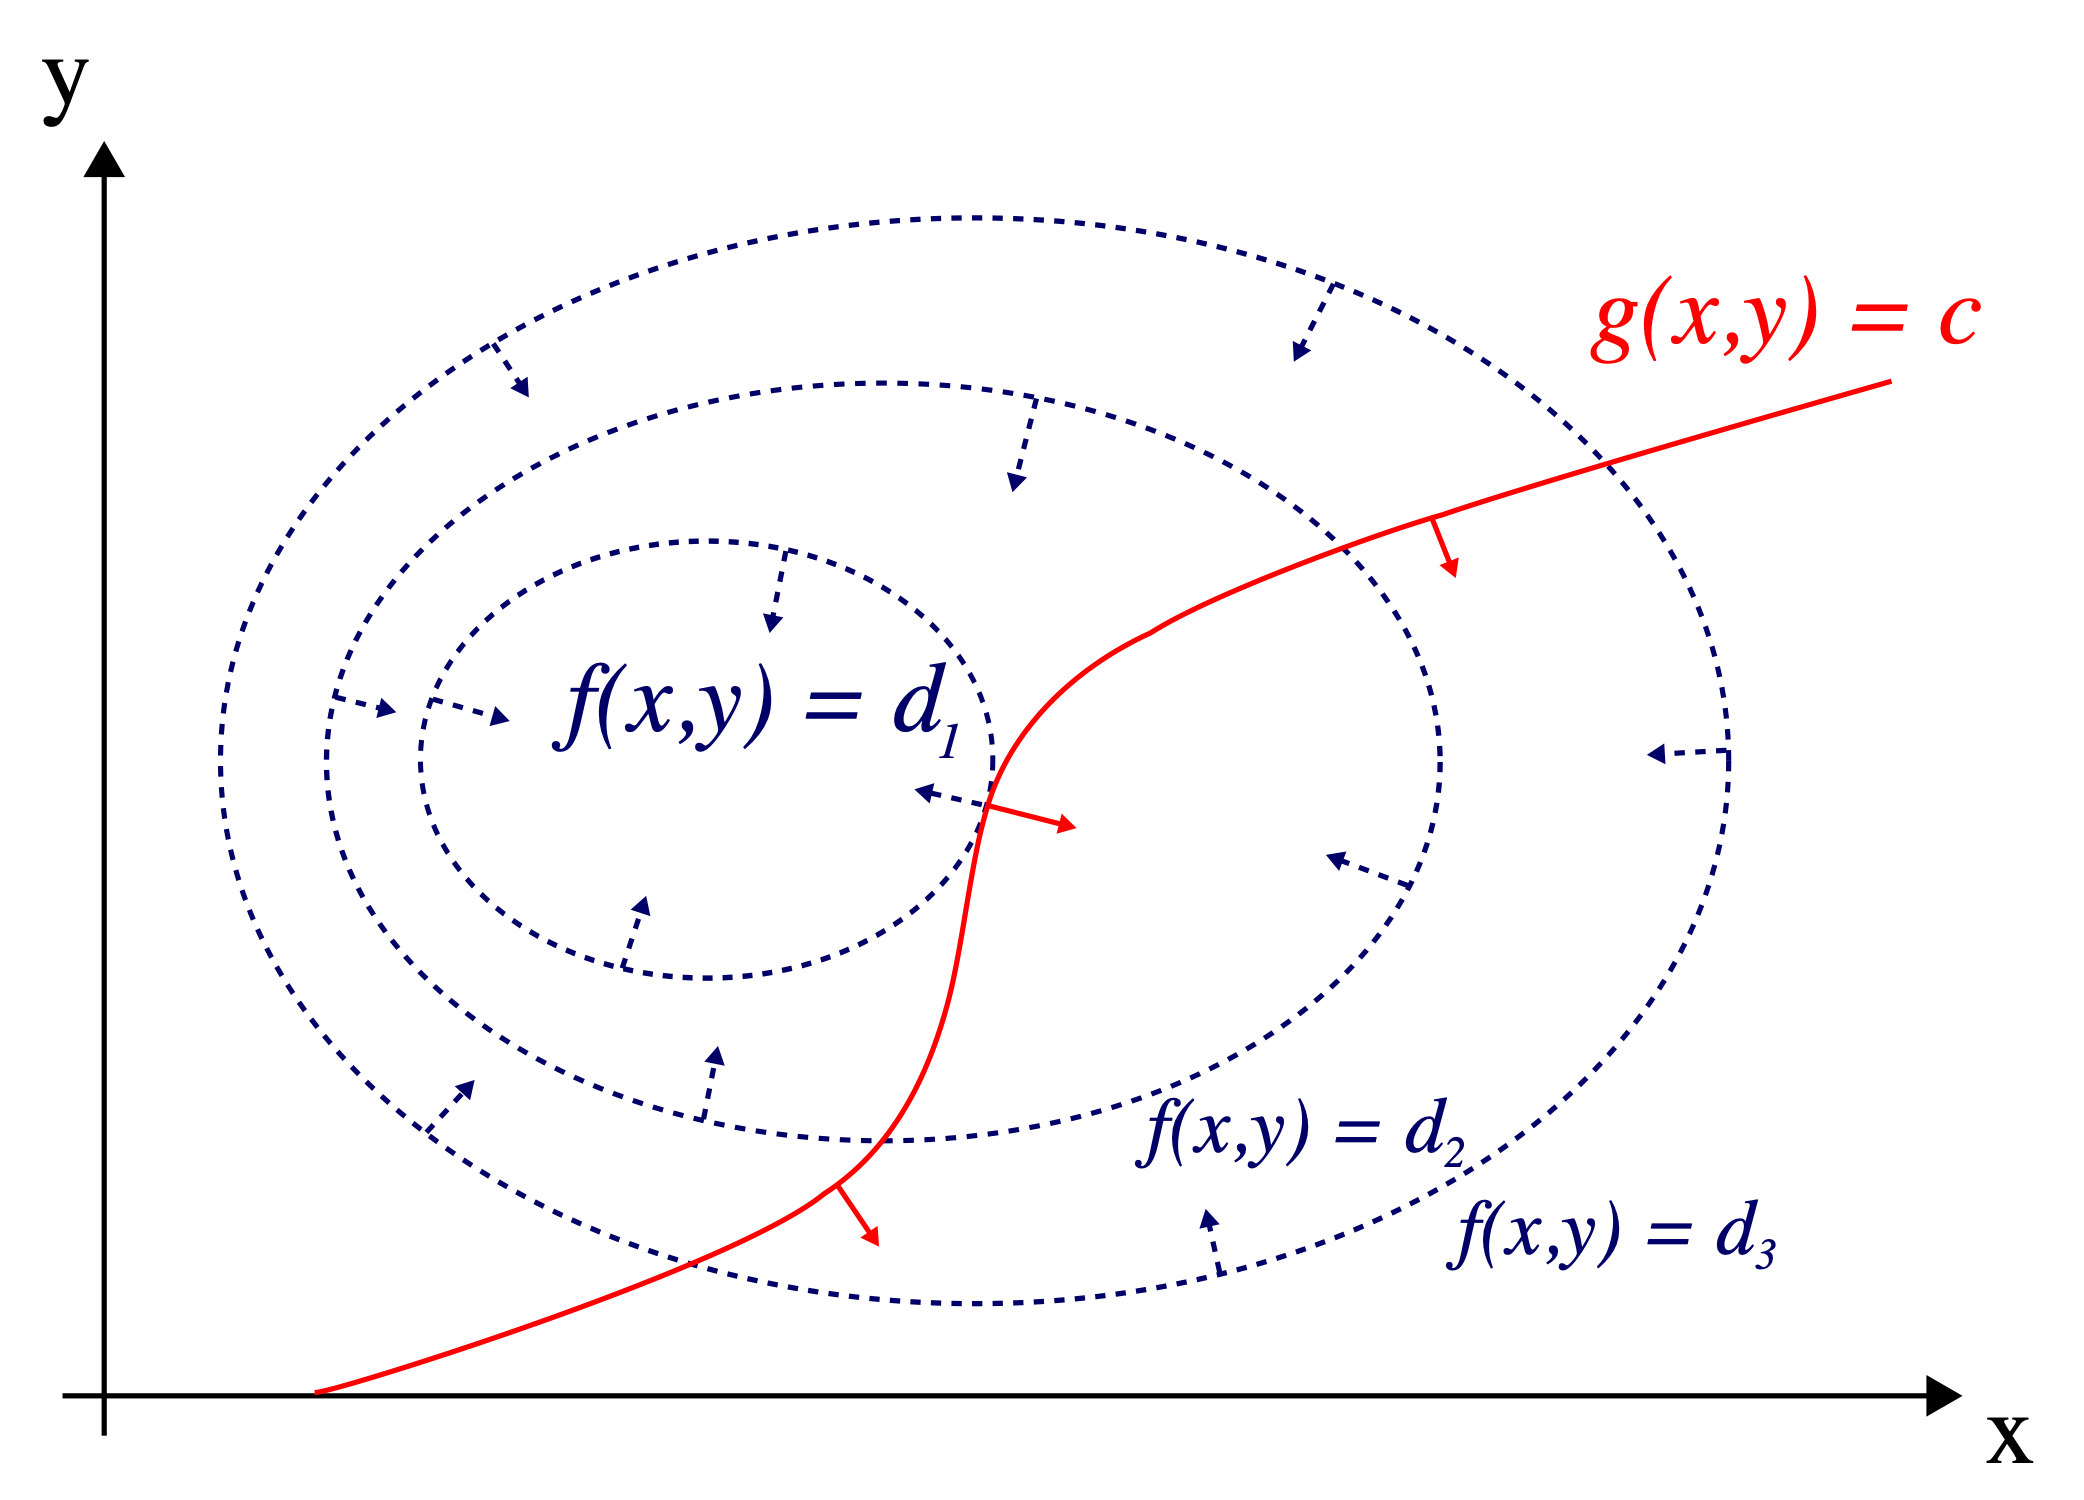 y
g(x,y) = c
f(x,y) = d₁
f(x,y) = d₂
f(x,y) = d₃
x